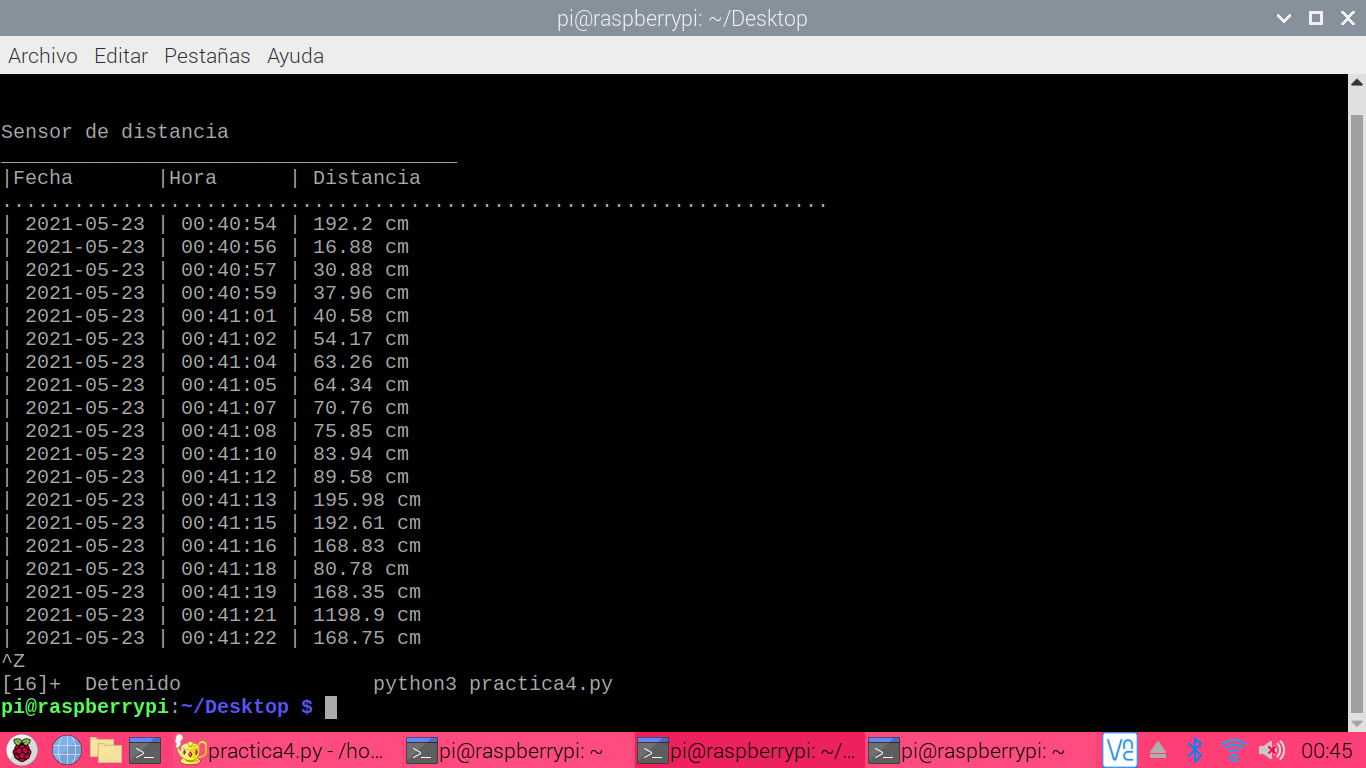 pi@raspberrypi: ~/Desktop
Archivo Editar Pestañas Ayuda
Sensor de distancia
______________________________________
|Fecha       |Hora      | Distancia
.....................................................................
| 2021-05-23 | 00:40:54 | 192.2 cm
| 2021-05-23 | 00:40:56 | 16.88 cm
| 2021-05-23 | 00:40:57 | 30.88 cm
| 2021-05-23 | 00:40:59 | 37.96 cm
| 2021-05-23 | 00:41:01 | 40.58 cm
| 2021-05-23 | 00:41:02 | 54.17 cm
| 2021-05-23 | 00:41:04 | 63.26 cm
| 2021-05-23 | 00:41:05 | 64.34 cm
| 2021-05-23 | 00:41:07 | 70.76 cm
| 2021-05-23 | 00:41:08 | 75.85 cm
| 2021-05-23 | 00:41:10 | 83.94 cm
| 2021-05-23 | 00:41:12 | 89.58 cm
| 2021-05-23 | 00:41:13 | 195.98 cm
| 2021-05-23 | 00:41:15 | 192.61 cm
| 2021-05-23 | 00:41:16 | 168.83 cm
| 2021-05-23 | 00:41:18 | 80.78 cm
| 2021-05-23 | 00:41:19 | 168.35 cm
| 2021-05-23 | 00:41:21 | 1198.9 cm
| 2021-05-23 | 00:41:22 | 168.75 cm
^Z
[16]+  Detenido                python3 practica4.py
pi@raspberrypi:~/Desktop $
practica4.py - /ho... pi@raspberrypi: ~ pi@raspberrypi: ~/... pi@raspberrypi: ~ 00:45